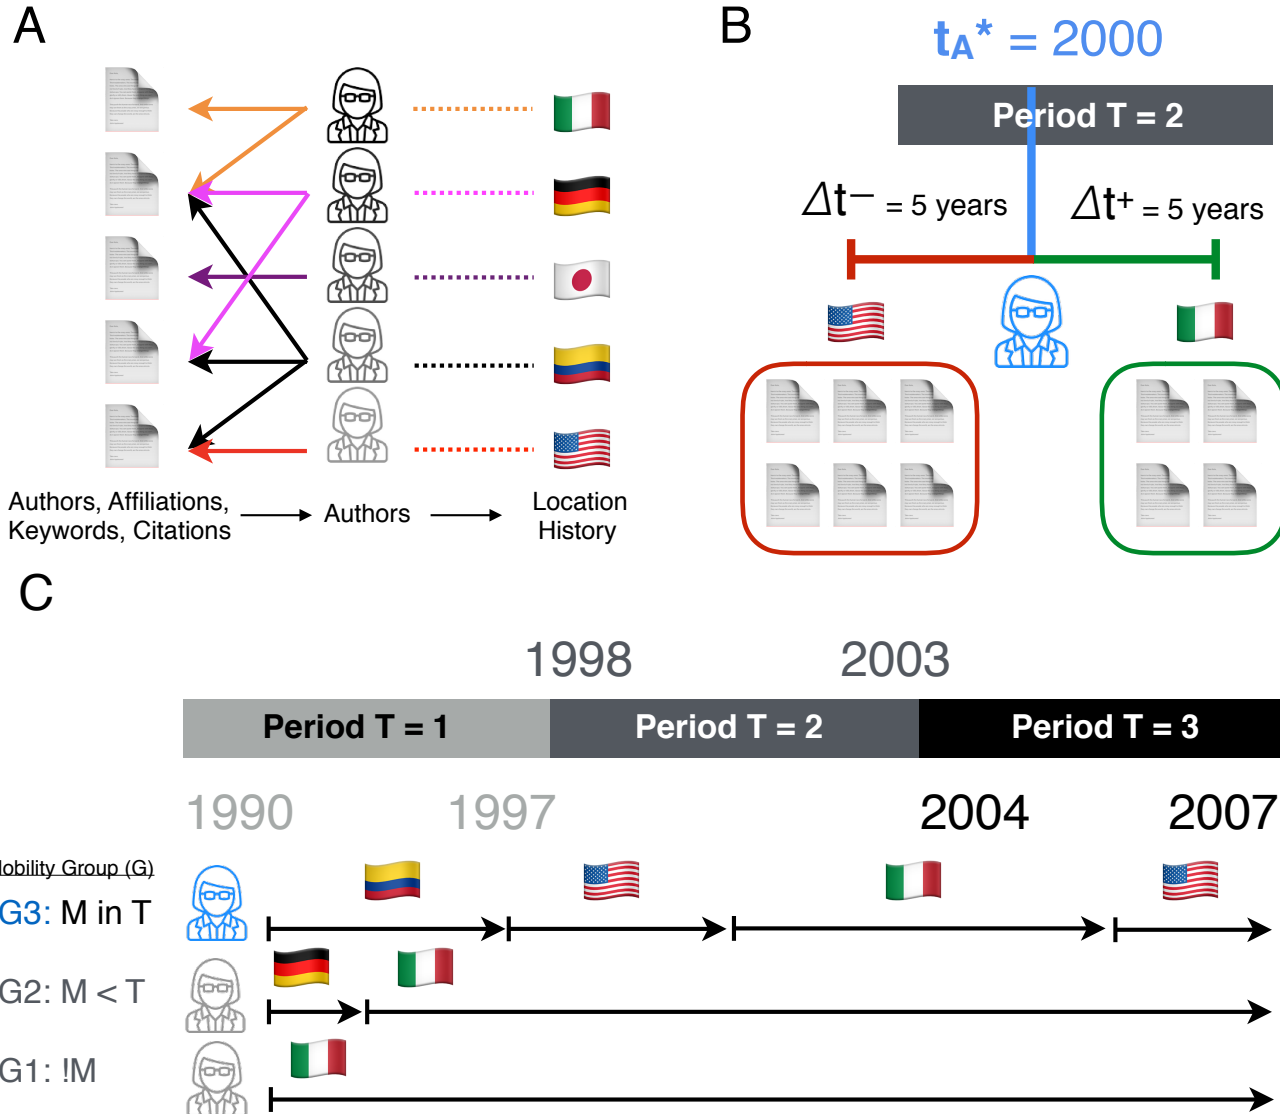 A
Authors, Affiliations,
Keywords, Citations
Authors
Location
History
B
tA* = 2000
Period T = 2
Δt− = 5 years
Δt+ = 5 years
C
1998
2003
Period T = 1
Period T = 2
Period T = 3
1990
1997
2004
2007
lobility Group (G)
G3: M in T
G2: M < T
G1: !M